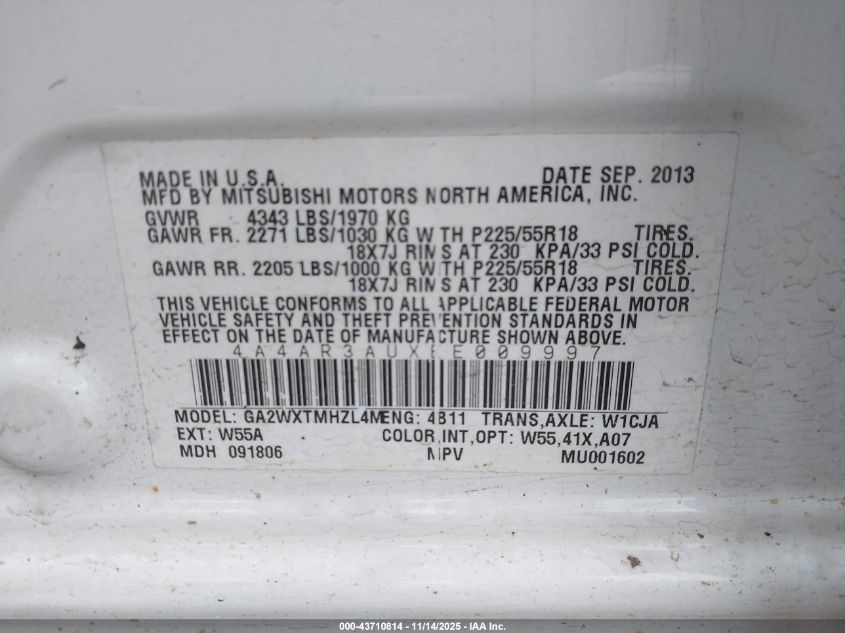 MADE IN U.S.A. DATE SEP. 2013
MFD BY MITSUBISHI MOTORS NORTH AMERICA, INC.
GVWR 4343 LBS/1970 KG
GAWR FR. 2271 LBS/1030 KG WITH P225/55R18 TIRES.
18X7J RIMS AT 230 KPA/33 PSI COLD.
GAWR RR. 2205 LBS/1000 KG WITH P225/55R18 TIRES.
18X7J RIMS AT 230 KPA/33 PSI COLD.
THIS VEHICLE CONFORMS TO ALL APPLICABLE FEDERAL MOTOR
VEHICLE SAFETY AND THEFT PREVENTION STANDARDS IN
EFFECT ON THE DATE OF MANUFACTURE SHOWN ABOVE.
4A4AR3AUXEE009997
MODEL: GA2WXTMHZL4M ENG: 4B11 TRANS,AXLE: W1CJA
EXT: W55A COLOR,INT,OPT: W55,41X,A07
MDH 091806 MPV MU001602
000-43710814 - 11/14/2025 - IAA Inc.